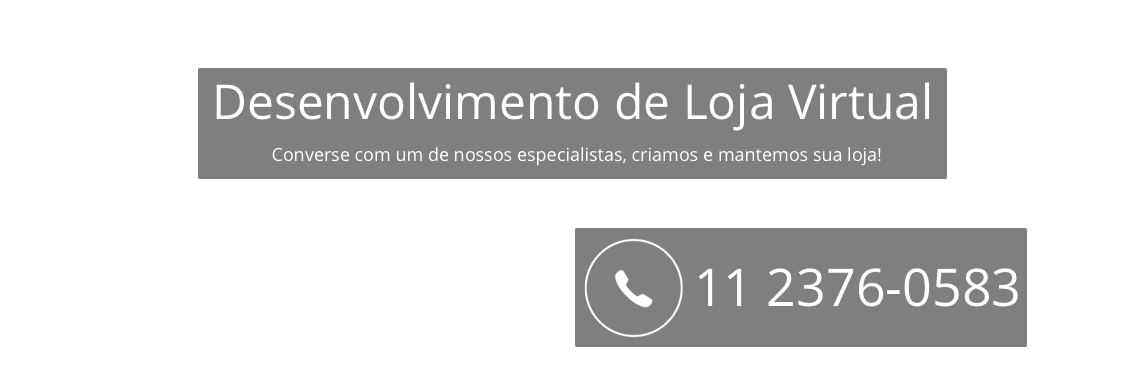 Desenvolvimento de Loja Virtual
Converse com um de nossos especialistas, criamos e mantemos sua loja!
11 2376-0583